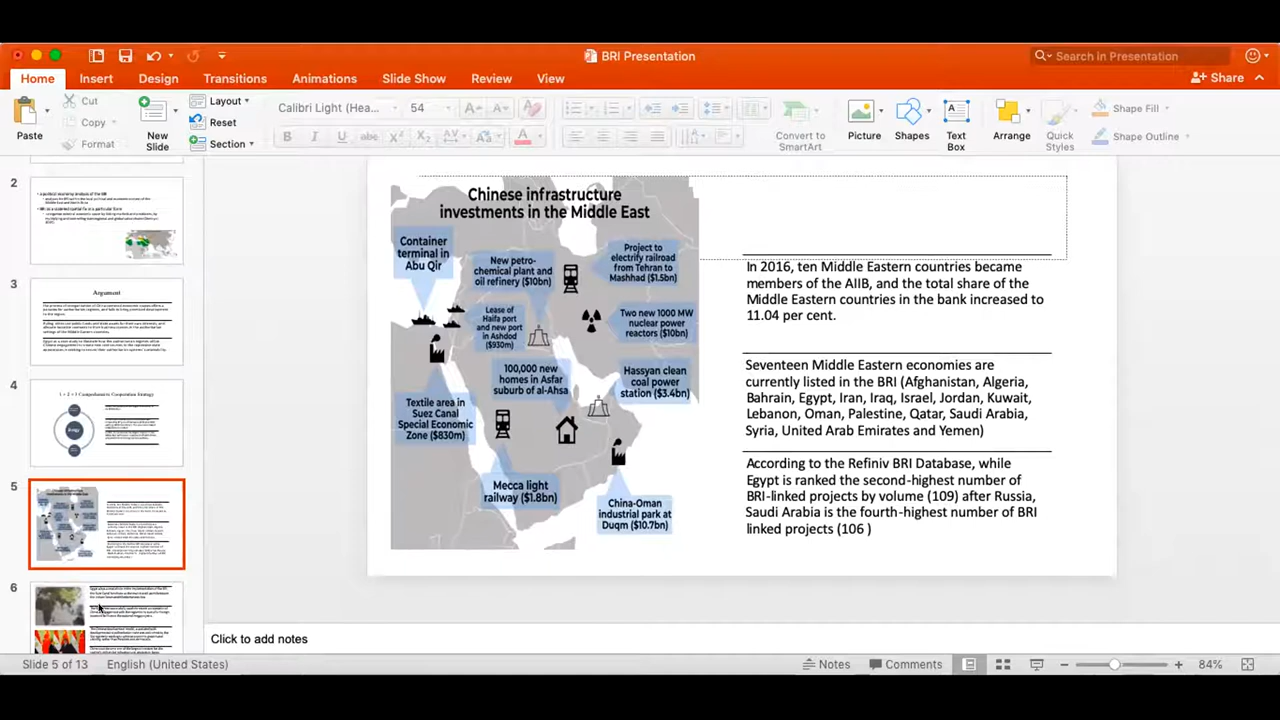 BRI Presentation
Search in Presentation
Home Insert Design Transitions Animations Slide Show Review View
Share
Paste
Cut
Copy
Format
New
Slide
Layout
Reset
Section
Calibri Light (Hea... 54
Convert to
SmartArt
Picture
Shapes
Text
Box
Arrange
Quick
Styles
Shape Fill
Shape Outline
2
3
Argument
4
1 + 2 + 3 Comprehensive Cooperation Strategy
Energy
5
6
Chinese infrastructure
investments in the Middle East
Container
terminal in
Abu Qir
New petro-
chemical plant and
oil refinery ($10bn)
Project to
electrify railroad
from Tehran to
Mashhad ($1.5bn)
Lease of
Haifa port
and new port
in Ashdod
($930m)
Two new 1000 MW
nuclear power
reactors ($10bn)
100,000 new
homes in Asfar
suburb of al-Ahsa
Hassyan clean
coal power
station ($3.4bn)
Textile area in
Suez Canal
Special Economic
Zone ($830m)
Mecca light
railway ($1.8bn)
China-Oman
industrial park at
Duqm ($10.7bn)
In 2016, ten Middle Eastern countries became
members of the AIIB, and the total share of the
Middle Eastern countries in the bank increased to
11.04 per cent.
Seventeen Middle Eastern economies are
currently listed in the BRI (Afghanistan, Algeria,
Bahrain, Egypt, Iran, Iraq, Israel, Jordan, Kuwait,
Lebanon, Oman, Palestine, Qatar, Saudi Arabia,
Syria, United Arab Emirates and Yemen)
According to the Refiniv BRI Database, while
Egypt is ranked the second-highest number of
BRI-linked projects by volume (109) after Russia,
Saudi Arabia is the fourth-highest number of BRI
linked projects (106 )
Click to add notes
Slide 5 of 13 English (United States)
Notes Comments 84%